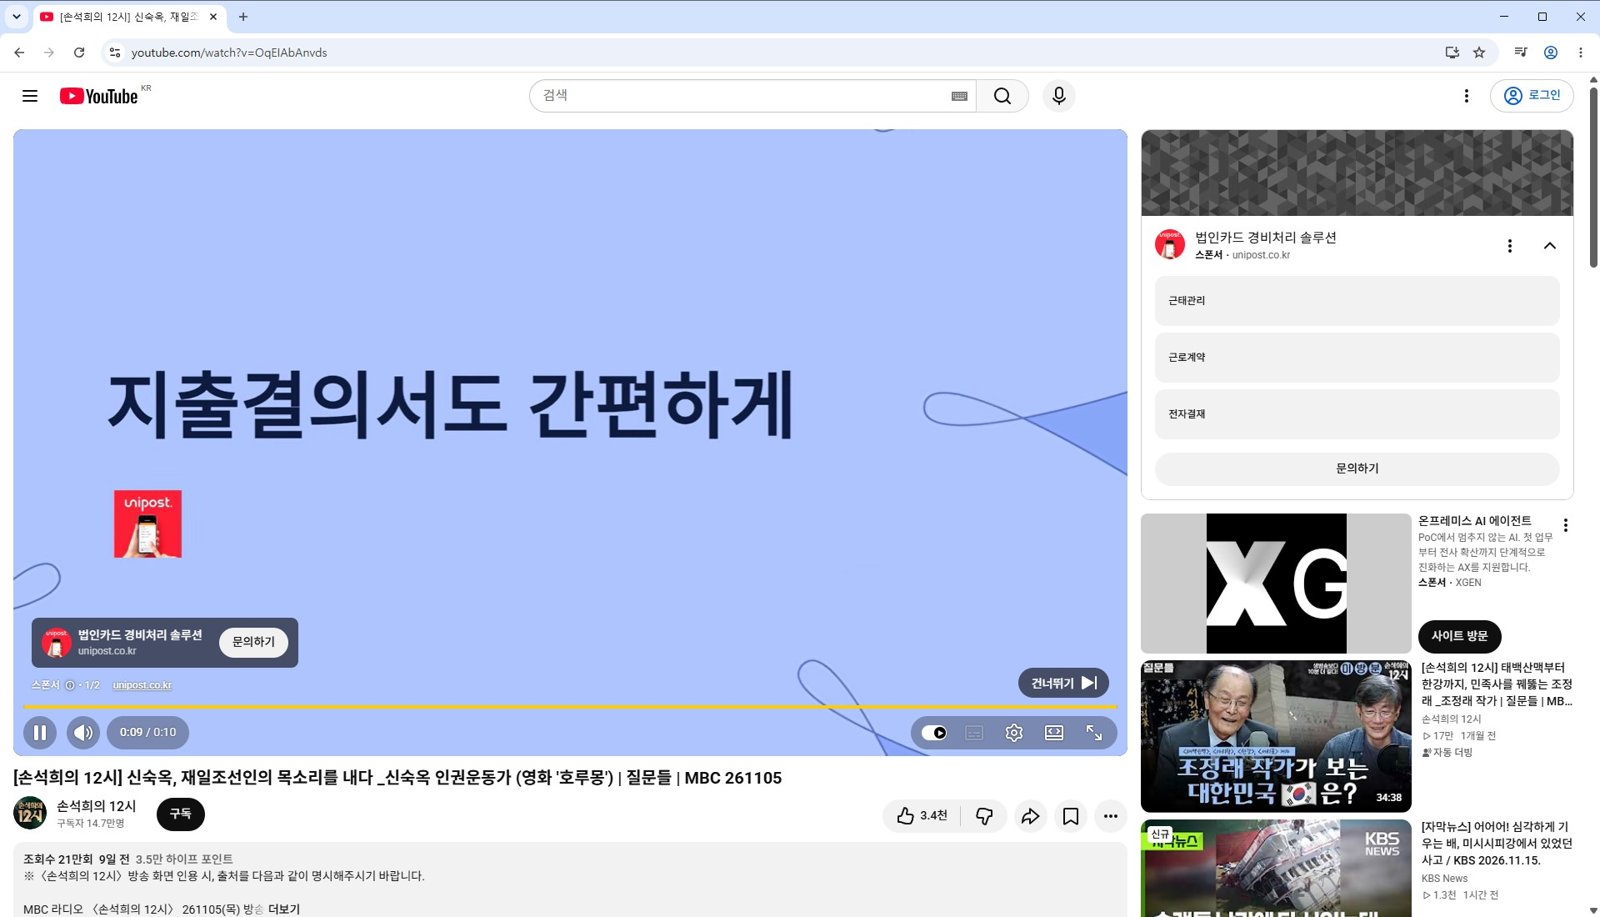 [손석희의 12시] 신숙옥, 재일조
youtube.com/watch?v=OqEIAbAnvds
YouTube KR
검색
로그인
지출결의서도 간편하게
unipost.
법인카드 경비처리 솔루션
unipost.co.kr
문의하기
스폰서 · 1/2 unipost.co.kr
건너뛰기
0:09 / 0:10
[손석희의 12시] 신숙옥, 재일조선인의 목소리를 내다 _신숙옥 인권운동가 (영화 '호루몽') | 질문들 | MBC 261105
손석희의 12시
구독자 14.7만명
구독
3.4천
조회수 21만회 9일 전 3.5만 하이프 포인트
※〈손석희의 12시〉방송 화면 인용 시, 출처를 다음과 같이 명시해주시기 바랍니다.
MBC 라디오 〈손석희의 12시〉 261105(목) 방송 더보기
법인카드 경비처리 솔루션
스폰서 · unipost.co.kr
근태관리
근로계약
전자결재
문의하기
XG
온프레미스 AI 에이전트
PoC에서 멈추지 않는 AI. 첫 업무
부터 전사 확산까지 단계적으로
진화하는 AX를 지원합니다.
스폰서 · XGEN
사이트 방문
질문들
손석희의
12시
조정래 작가가 보는
대한민국 은?
34:38
[손석희의 12시] 태백산맥부터
한강까지, 민족사를 꿰뚫는 조정
래 _조정래 작가 | 질문들 | MB...
손석희의 12시
17만 1개월 전
자동 더빙
신규
KBS
NEWS
[자막뉴스] 어어어! 심각하게 기
우는 배, 미시시피강에서 있었던
사고 / KBS 2026.11.15.
KBS News
1.3천 1시간 전